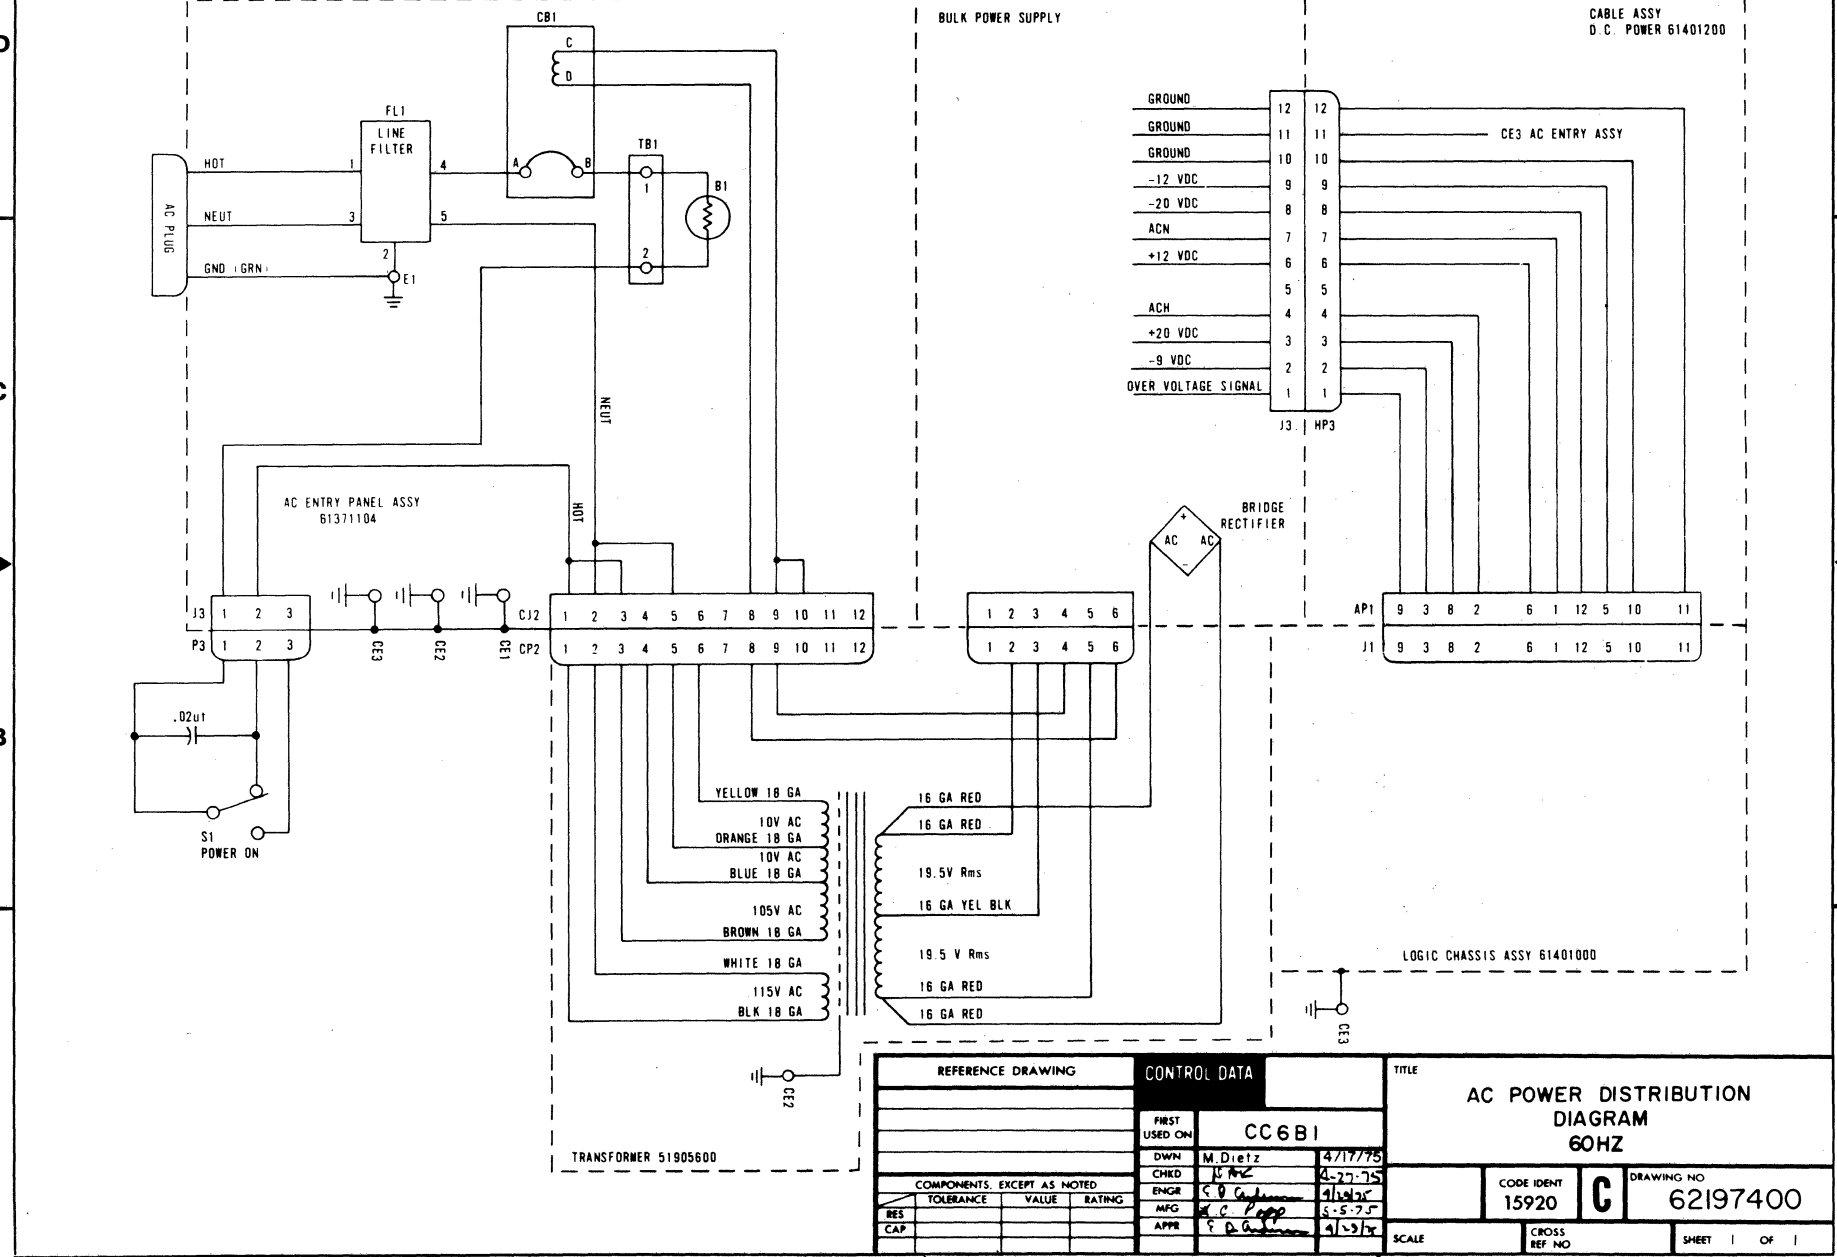 CB1
BULK POWER SUPPLY
CABLE ASSY
D.C. POWER 61401200
C
D
FL1
LINE
FILTER
HOT
1
4
A
B
TB1
1
B1
AC PLUG
NEUT
3
5
2
2
GND (GRN)
E1
NEUT
HOT
AC ENTRY PANEL ASSY
61371104
GROUND 12 12
GROUND 11 11 CE3 AC ENTRY ASSY
GROUND 10 10
-12 VDC 9 9
-20 VDC 8 8
ACN 7 7
+12 VDC 6 6
5 5
ACH 4 4
+20 VDC 3 3
-9 VDC 2 2
OVER VOLTAGE SIGNAL 1 1
J3. HP3
BRIDGE
RECTIFIER
+
AC AC
-
J3 1 2 3
P3 1 2 3
CE3
CE2
CE1
CJ2 1 2 3 4 5 6 7 8 9 10 11 12
CP2 1 2 3 4 5 6 7 8 9 10 11 12
1 2 3 4 5 6
1 2 3 4 5 6
AP1 9 3 8 2 6 1 12 5 10 11
J1 9 3 8 2 6 1 12 5 10 11
.02uf
S1
POWER ON
YELLOW 18 GA
10V AC
ORANGE 18 GA
10V AC
BLUE 18 GA
105V AC
BROWN 18 GA
WHITE 18 GA
115V AC
BLK 18 GA
16 GA RED
16 GA RED
19.5V Rms
16 GA YEL BLK
19.5 V Rms
16 GA RED
16 GA RED
CE2
TRANSFORMER 51905600
LOGIC CHASSIS ASSY 61401000
CE3
C
B
REFERENCE DRAWING
COMPONENTS. EXCEPT AS NOTED
TOLERANCE VALUE RATING
RES
CAP
CONTROL DATA
FIRST
USED ON
CC6B1
DWN M.Dietz 4/17/75
CHKD 4-27-75
ENGR
MFG 5-5-75
APPR
TITLE
AC POWER DISTRIBUTION
DIAGRAM
60HZ
CODE IDENT
15920
C
DRAWING NO
62197400
SCALE
CROSS
REF NO
SHEET 1 OF 1